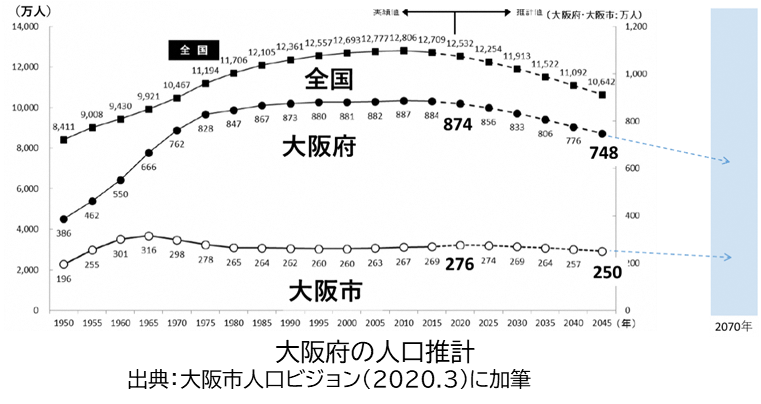 （万人）
実績値 推計値 （大阪府・大阪市：万人）
14,000 12,000 10,000 8,000 6,000 4,000 2,000 0
1,200 1,000 800 600 400 200 0
全国
8,411 9,008 9,430 9,921 10,467 11,194 11,706 12,105 12,361 12,557 12,693 12,777 12,806 12,709 12,532 12,254 11,913 11,522 11,092 10,642
全国
386 462 550 666 762 828 847 867 873 880 881 882 887 884 874 856 833 806 776 748
大阪府
196 255 301 316 298 278 265 264 262 260 260 263 267 269 276 274 269 264 257 250
大阪市
1950 1955 1960 1965 1970 1975 1980 1985 1990 1995 2000 2005 2010 2015 2020 2025 2030 2035 2040 2045 （年）
2070年
大阪府の人口推計
出典：大阪市人口ビジョン（2020.3）に加筆